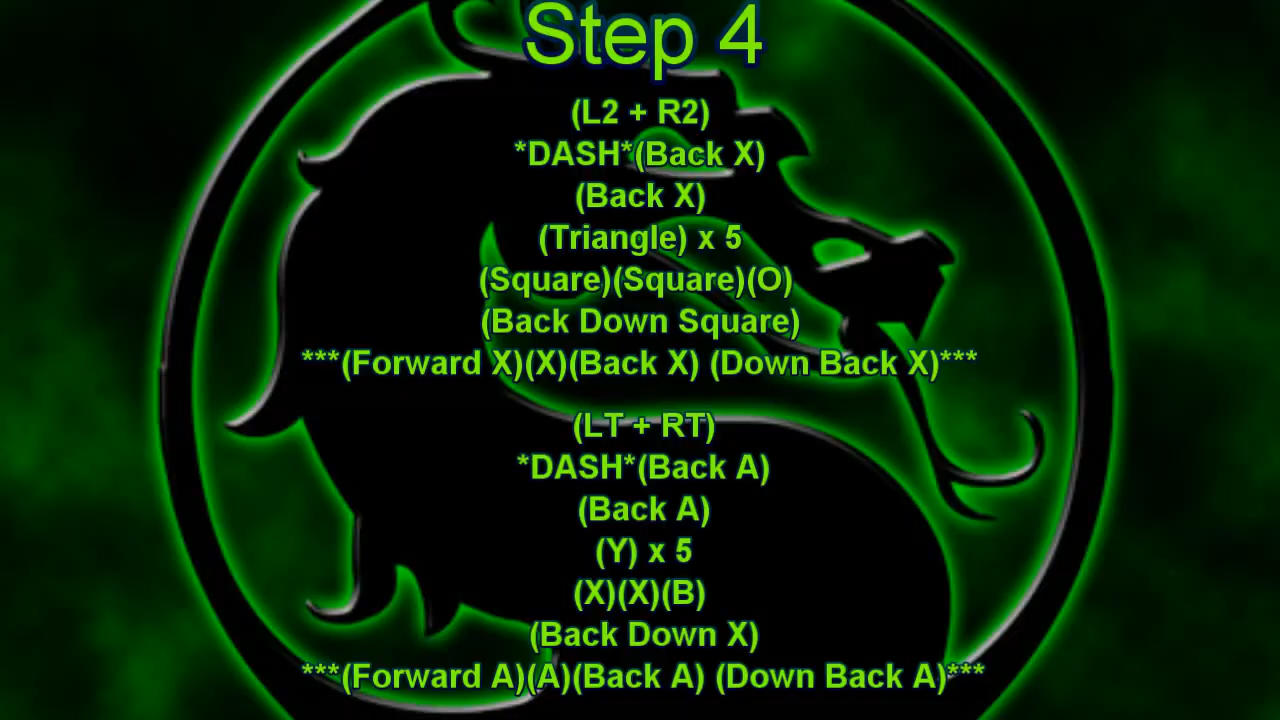 Step 4
(L2 + R2)
*DASH*(Back X)
(Back X)
(Triangle) x 5
(Square)(Square)(O)
(Back Down Square)
***(Forward X)(X)(Back X) (Down Back X)***
(LT + RT)
*DASH*(Back A)
(Back A)
(Y) x 5
(X)(X)(B)
(Back Down X)
***(Forward A)(A)(Back A) (Down Back A)***